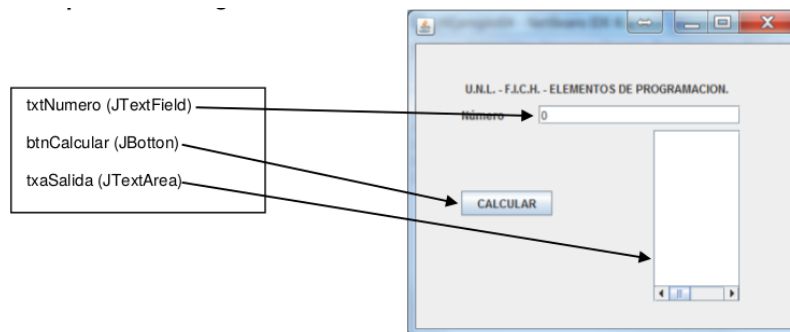 txtNumero (JTextField)
btnCalcular (JBotton)
txaSalida (JTextArea)
U.N.L. - F.I.C.H. - ELEMENTOS DE PROGRAMACION.
Número
0
CALCULAR